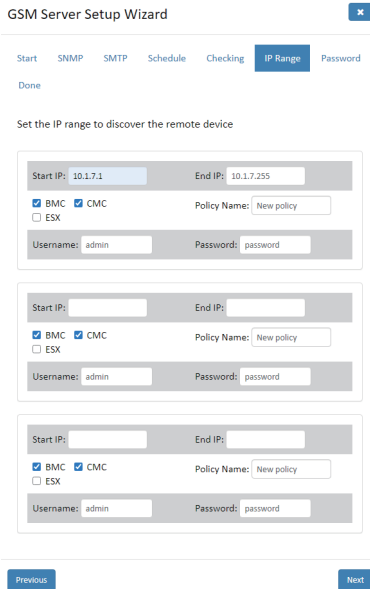 GSM Server Setup Wizard
×
Start SNMP SMTP Schedule Checking IP Range Password
Done
Set the IP range to discover the remote device
Start IP: 10.1.7.1 End IP: 10.1.7.255
BMC CMC Policy Name: New policy
ESX
Username: admin Password: password
Start IP: End IP:
BMC CMC Policy Name: New policy
ESX
Username: admin Password: password
Start IP: End IP:
BMC CMC Policy Name: New policy
ESX
Username: admin Password: password
Previous Next